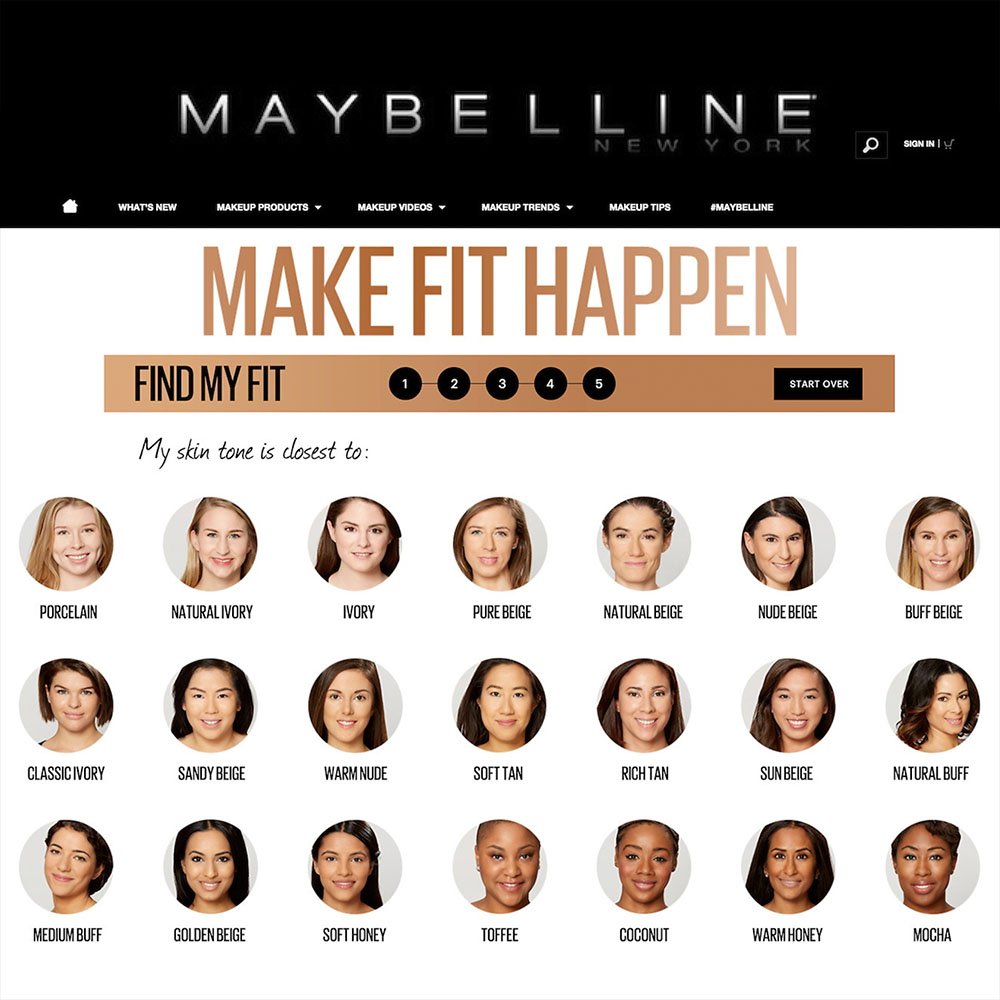 MAYBELLINE
NEW YORK
SIGN IN |
WHAT'S NEW MAKEUP PRODUCTS MAKEUP VIDEOS MAKEUP TRENDS MAKEUP TIPS #MAYBELLINE
MAKE FIT HAPPEN
FIND MY FIT 1 2 3 4 5 START OVER
My skin tone is closest to:
PORCELAIN NATURAL IVORY IVORY PURE BEIGE NATURAL BEIGE NUDE BEIGE BUFF BEIGE
CLASSIC IVORY SANDY BEIGE WARM NUDE SOFT TAN RICH TAN SUN BEIGE NATURAL BUFF
MEDIUM BUFF GOLDEN BEIGE SOFT HONEY TOFFEE COCONUT WARM HONEY MOCHA